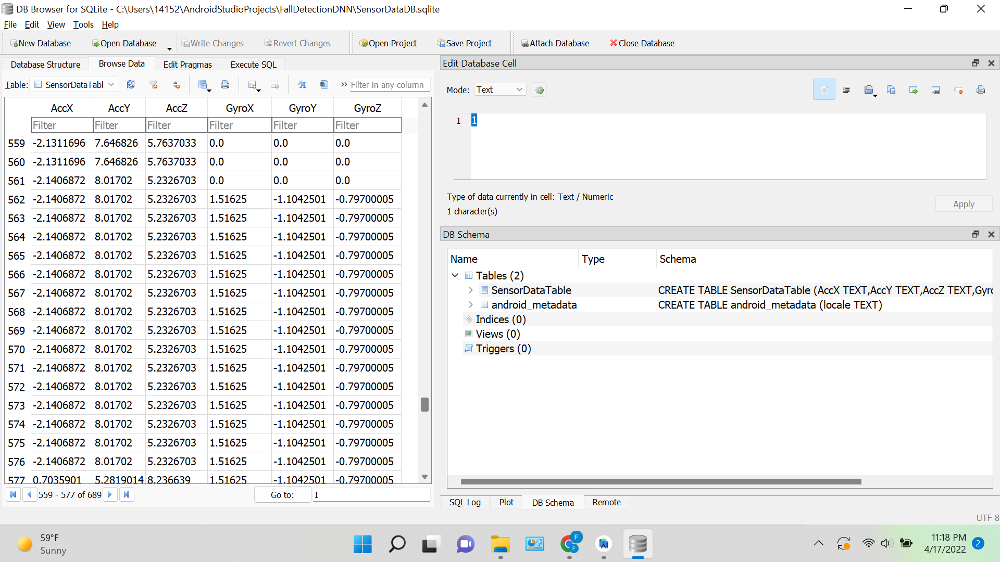 DB Browser for SQLite - C:\Users\14152\AndroidStudioProjects\FallDetectionDNN\SensorDataDB.sqlite
File Edit View Tools Help
New Database Open Database Write Changes Revert Changes Open Project Save Project Attach Database Close Database
Database Structure Browse Data Edit Pragmas Execute SQL
Table: SensorDataTabl Filter in any column
AccX AccY AccZ GyroX GyroY GyroZ
Filter Filter Filter Filter Filter Filter
559 -2.1311696 7.646826 5.7637033 0.0 0.0 0.0
560 -2.1311696 7.646826 5.7637033 0.0 0.0 0.0
561 -2.1406872 8.01702 5.2326703 0.0 0.0 0.0
562 -2.1406872 8.01702 5.2326703 1.51625 -1.1042501 -0.79700005
563 -2.1406872 8.01702 5.2326703 1.51625 -1.1042501 -0.79700005
564 -2.1406872 8.01702 5.2326703 1.51625 -1.1042501 -0.79700005
565 -2.1406872 8.01702 5.2326703 1.51625 -1.1042501 -0.79700005
566 -2.1406872 8.01702 5.2326703 1.51625 -1.1042501 -0.79700005
567 -2.1406872 8.01702 5.2326703 1.51625 -1.1042501 -0.79700005
568 -2.1406872 8.01702 5.2326703 1.51625 -1.1042501 -0.79700005
569 -2.1406872 8.01702 5.2326703 1.51625 -1.1042501 -0.79700005
570 -2.1406872 8.01702 5.2326703 1.51625 -1.1042501 -0.79700005
571 -2.1406872 8.01702 5.2326703 1.51625 -1.1042501 -0.79700005
572 -2.1406872 8.01702 5.2326703 1.51625 -1.1042501 -0.79700005
573 -2.1406872 8.01702 5.2326703 1.51625 -1.1042501 -0.79700005
574 -2.1406872 8.01702 5.2326703 1.51625 -1.1042501 -0.79700005
575 -2.1406872 8.01702 5.2326703 1.51625 -1.1042501 -0.79700005
576 -2.1406872 8.01702 5.2326703 1.51625 -1.1042501 -0.79700005
577 0.7035901 5.2819014 8.236639 1.51625 -1.1042501 -0.79700005
559 - 577 of 689 Go to: 1
Edit Database Cell
Mode: Text
1 1
Type of data currently in cell: Text / Numeric
1 character(s)
Apply
DB Schema
Name Type Schema
Tables (2)
SensorDataTable CREATE TABLE SensorDataTable (AccX TEXT,AccY TEXT,AccZ TEXT,Gyr
android_metadata CREATE TABLE android_metadata (locale TEXT)
Indices (0)
Views (0)
Triggers (0)
SQL Log Plot DB Schema Remote
UTF-8
59°F
Sunny
11:18 PM
4/17/2022
2